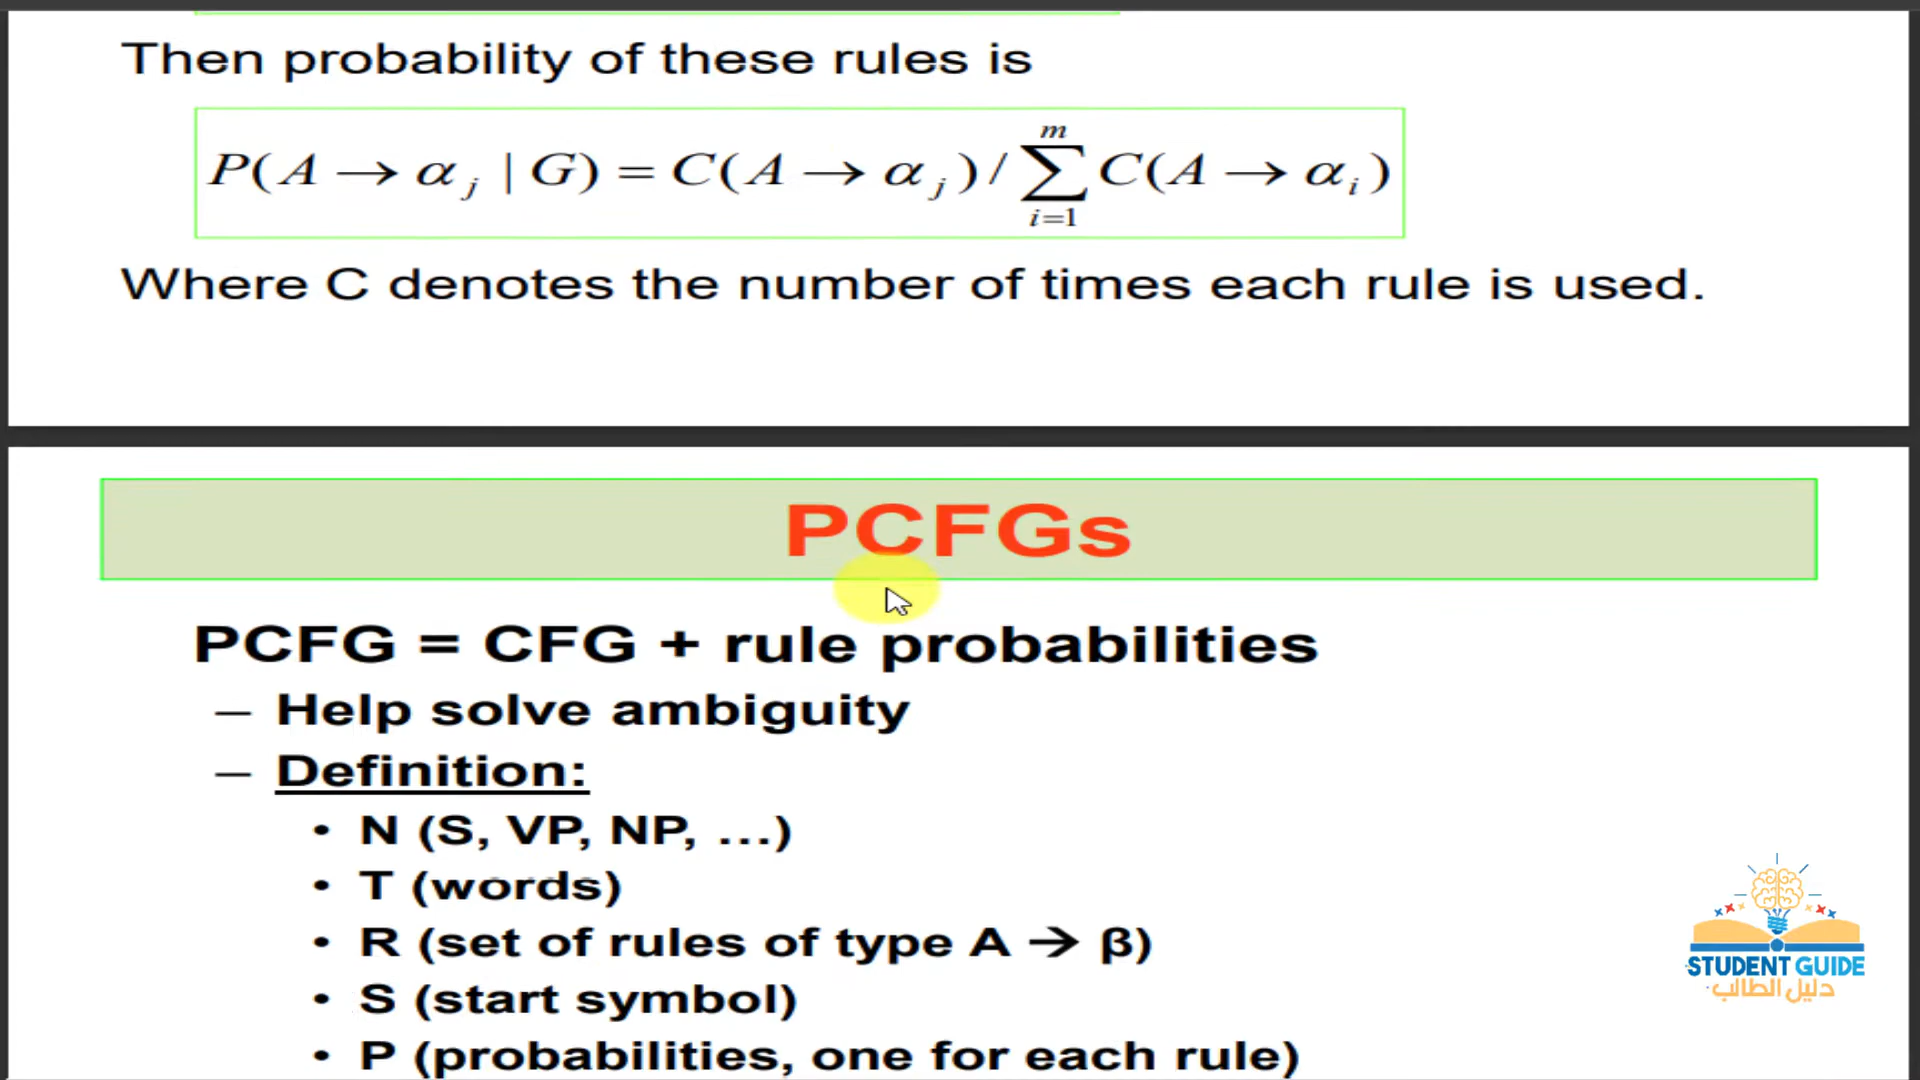 Then probability of these rules is
P(A → α_j | G) = C(A → α_j) / ∑_{i=1}^{m} C(A → α_i)
Where C denotes the number of times each rule is used.
PCFGs
PCFG = CFG + rule probabilities
– Help solve ambiguity
– Definition:
• N (S, VP, NP, …)
• T (words)
• R (set of rules of type A → β)
• S (start symbol)
• P (probabilities, one for each rule)
STUDENT GUIDE
دليل الطالب